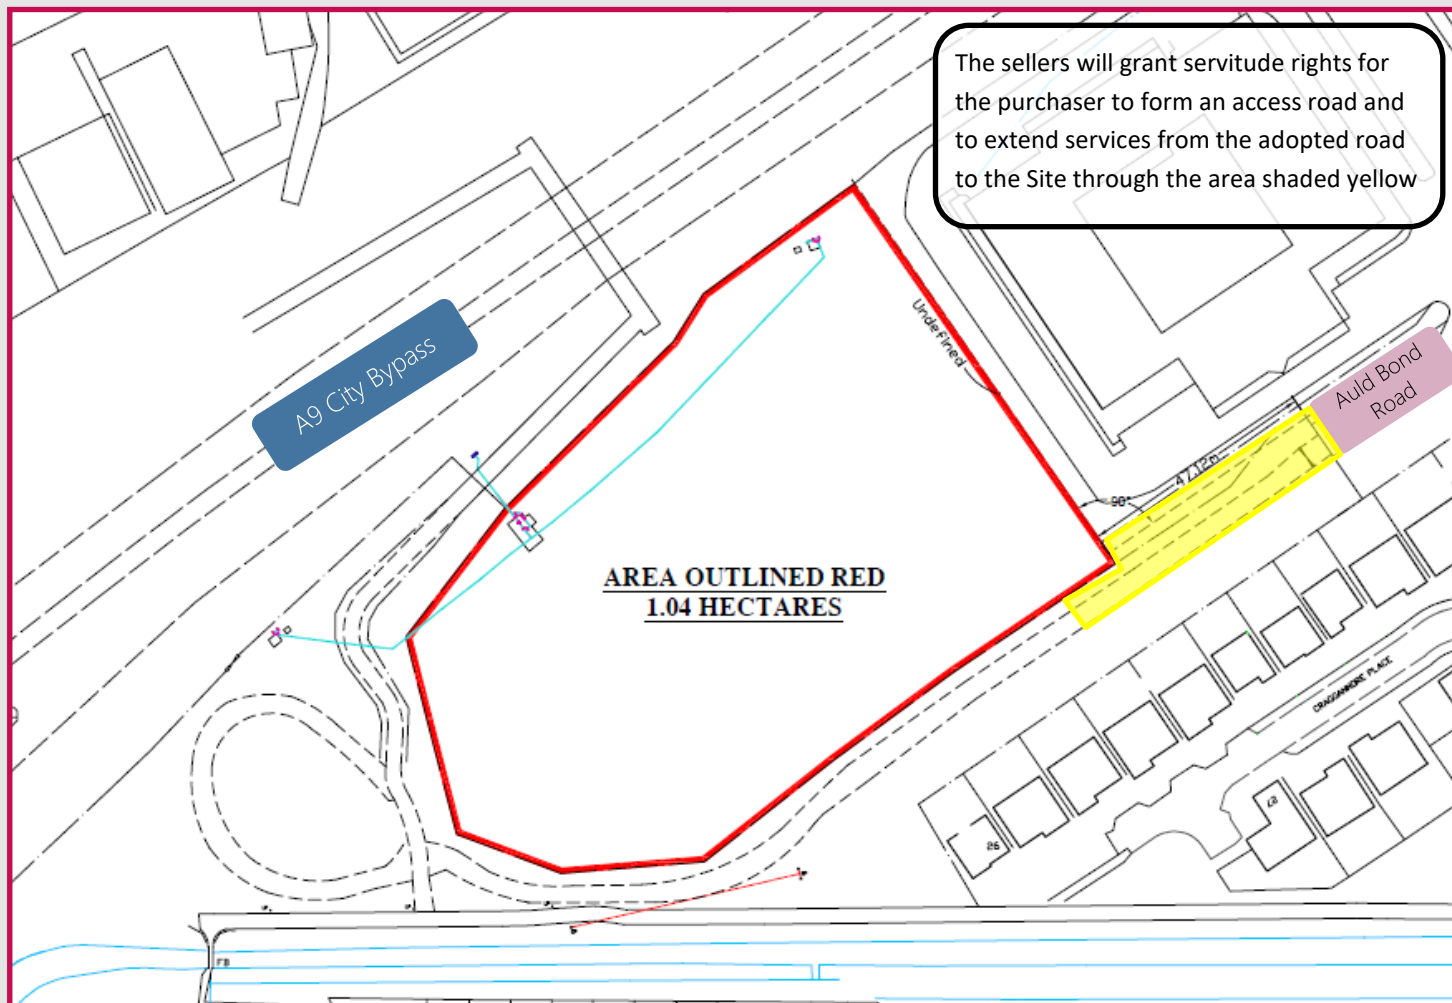 The sellers will grant servitude rights for
the purchaser to form an access road and
to extend services from the adopted road
to the Site through the area shaded yellow
A9 City Bypass
Undefined
Auld Bond
Road
47.12m
90°
AREA OUTLINED RED
1.04 HECTARES
CRAGGANMORE PLACE
12
26
FB